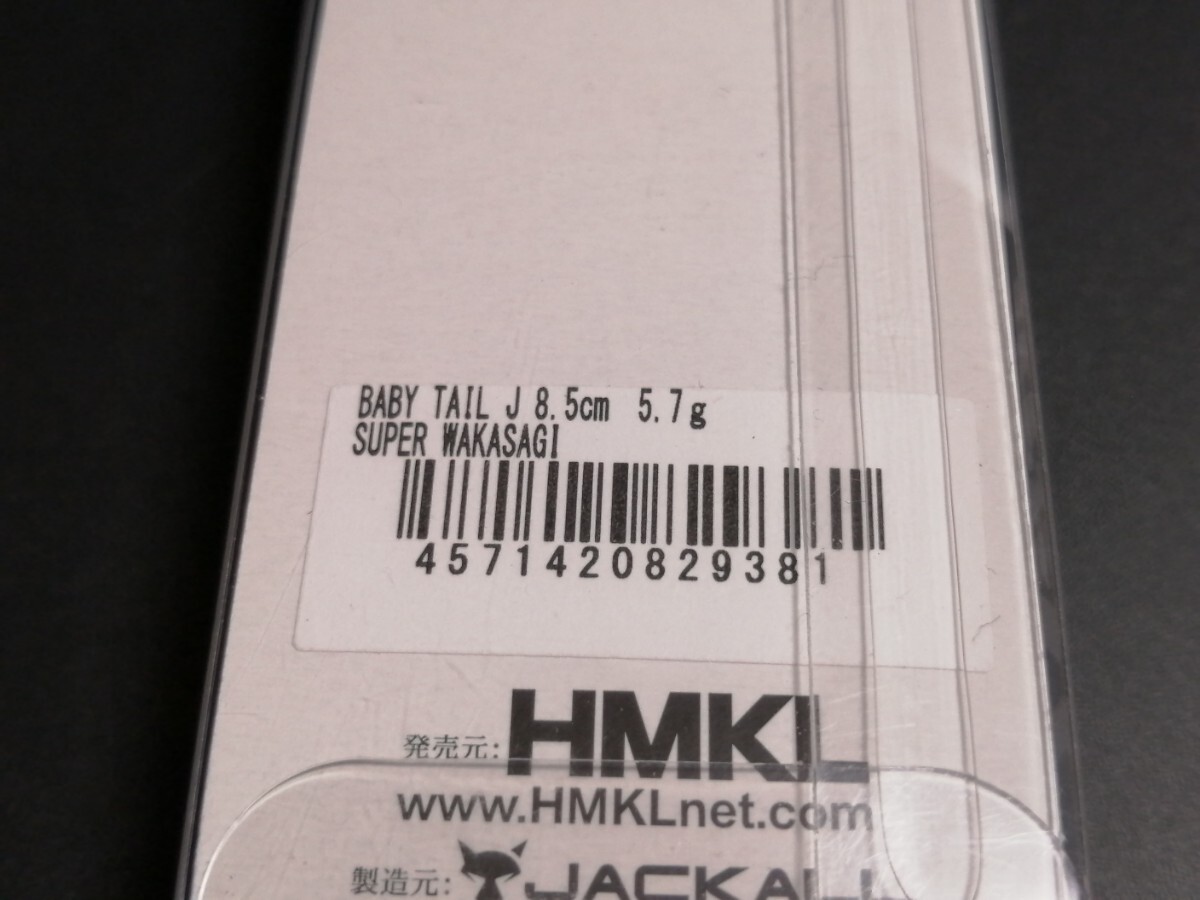 BABY TAIL J 8.5cm 5.7g
SUPER WAKASAGI
4571420829381
発売元: HMKL
www.HMKLnet.com
製造元: JACKALL